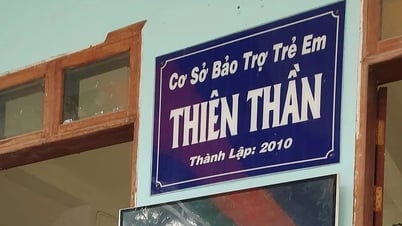 Cơ Sở Bảo Trợ Trẻ Em
THIÊN THẦN
Thành Lập: 2010